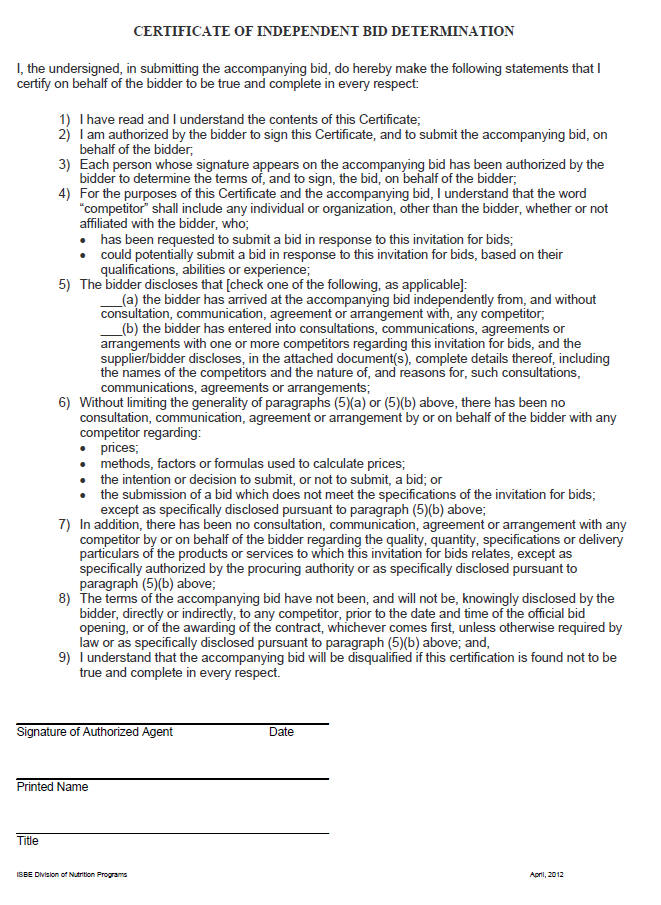 CERTIFICATE OF INDEPENDENT BID DETERMINATION
I, the undersigned, in submitting the accompanying bid, do hereby make the following statements that I
certify on behalf of the bidder to be true and complete in every respect:
1) I have read and I understand the contents of this Certificate;
2) I am authorized by the bidder to sign this Certificate, and to submit the accompanying bid, on
behalf of the bidder;
3) Each person whose signature appears on the accompanying bid has been authorized by the
bidder to determine the terms of, and to sign, the bid, on behalf of the bidder;
4) For the purposes of this Certificate and the accompanying bid, I understand that the word
“competitor” shall include any individual or organization, other than the bidder, whether or not
affiliated with the bidder, who;
• has been requested to submit a bid in response to this invitation for bids;
• could potentially submit a bid in response to this invitation for bids, based on their
qualifications, abilities or experience;
5) The bidder discloses that [check one of the following, as applicable]:
___(a) the bidder has arrived at the accompanying bid independently from, and without
consultation, communication, agreement or arrangement with, any competitor;
___(b) the bidder has entered into consultations, communications, agreements or
arrangements with one or more competitors regarding this invitation for bids, and the
supplier/bidder discloses, in the attached document(s), complete details thereof, including
the names of the competitors and the nature of, and reasons for, such consultations,
communications, agreements or arrangements;
6) Without limiting the generality of paragraphs (5)(a) or (5)(b) above, there has been no
consultation, communication, agreement or arrangement by or on behalf of the bidder with any
competitor regarding:
• prices;
• methods, factors or formulas used to calculate prices;
• the intention or decision to submit, or not to submit, a bid; or
• the submission of a bid which does not meet the specifications of the invitation for bids;
except as specifically disclosed pursuant to paragraph (5)(b) above;
7) In addition, there has been no consultation, communication, agreement or arrangement with any
competitor by or on behalf of the bidder regarding the quality, quantity, specifications or delivery
particulars of the products or services to which this invitation for bids relates, except as
specifically authorized by the procuring authority or as specifically disclosed pursuant to
paragraph (5)(b) above;
8) The terms of the accompanying bid have not been, and will not be, knowingly disclosed by the
bidder, directly or indirectly, to any competitor, prior to the date and time of the official bid
opening, or of the awarding of the contract, whichever comes first, unless otherwise required by
law or as specifically disclosed pursuant to paragraph (5)(b) above; and,
9) I understand that the accompanying bid will be disqualified if this certification is found not to be
true and complete in every respect.
Signature of Authorized Agent Date
Printed Name
Title
ISBE Division of Nutrition Programs April, 2012